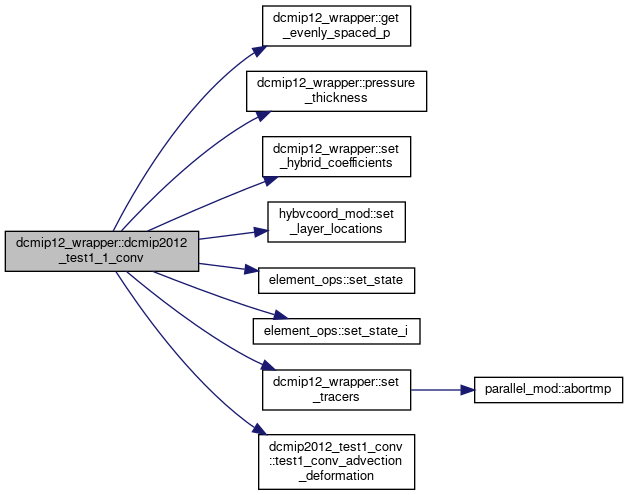 dcmip12_wrapper::get
_evenly_spaced_p
dcmip12_wrapper::pressure
_thickness
dcmip12_wrapper::set
_hybrid_coefficients
hybvcoord_mod::set
_layer_locations
dcmip12_wrapper::dcmip2012
_test1_1_conv
element_ops::set_state
element_ops::set_state_i
dcmip12_wrapper::set
_tracers
parallel_mod::abortmp
dcmip2012_test1_conv
::test1_conv_advection
_deformation